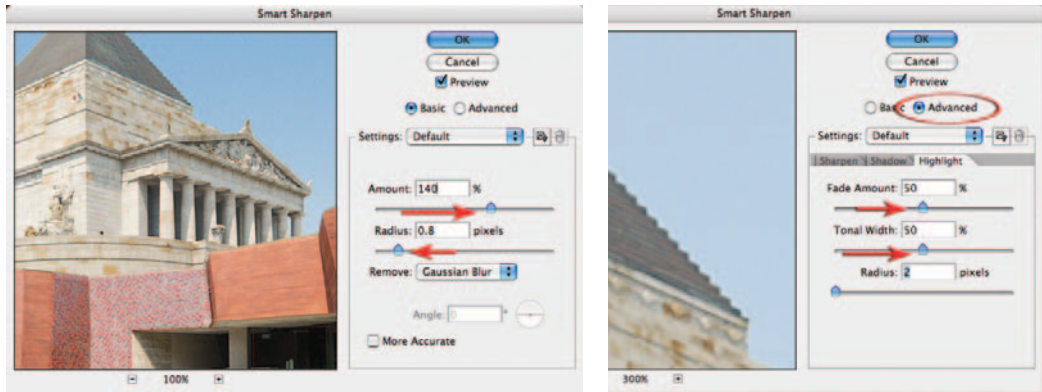 Smart Sharpen
OK
Cancel
Preview
Basic Advanced
Settings: Default
Amount: 140 %
Radius: 0.8 pixels
Remove: Gaussian Blur
Angle: 0 °
More Accurate
100%
Smart Sharpen
OK
Cancel
Preview
Basic Advanced
Settings: Default
Sharpen Shadow Highlight
Fade Amount: 50 %
Tonal Width: 50 %
Radius: 2 pixels
300%